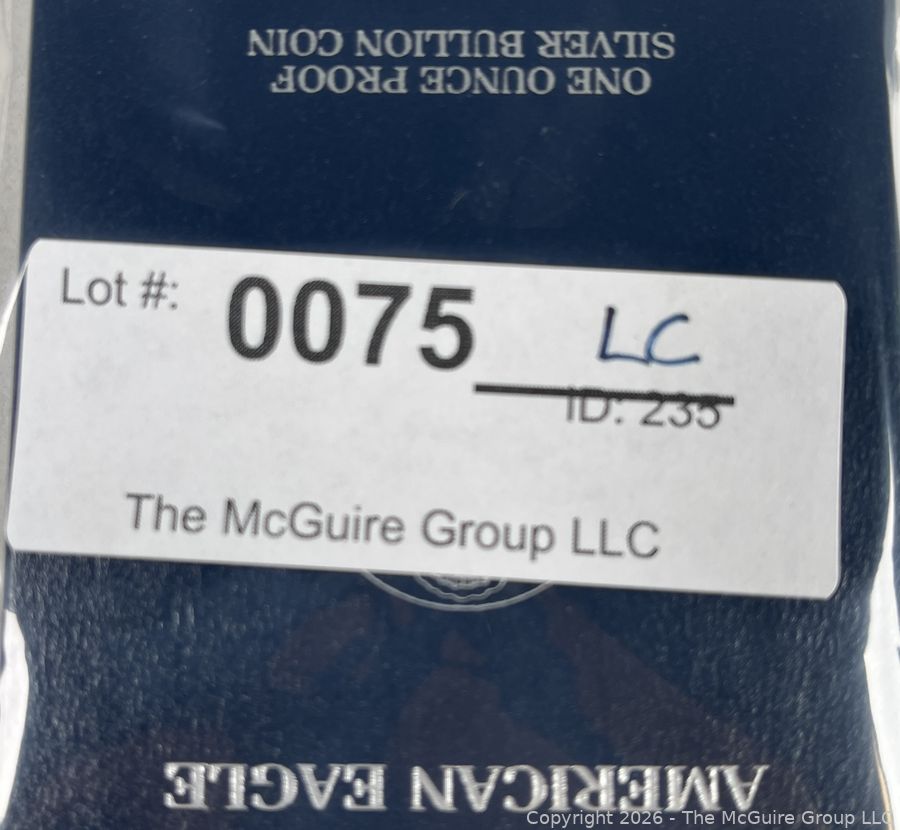 AMERICAN EAGLE
ONE OUNCE PROOF
SILVER BULLION COIN
Lot #: 0075 LC
ID: 235
The McGuire Group LLC
Copyright 2026 - The McGuire Group LLC